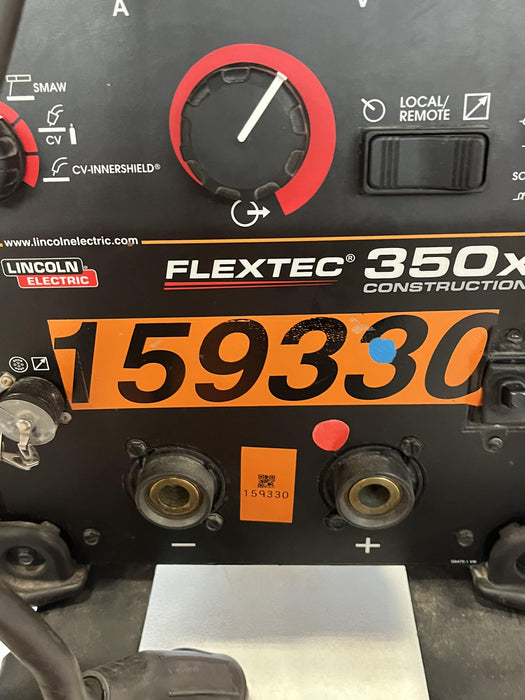 A V
SMAW
CV
CV-INNERSHIELD®
LOCAL/
REMOTE
www.lincolnelectric.com
LINCOLN®
ELECTRIC
FLEXTEC® 350x
CONSTRUCTION
159330
159330
− +